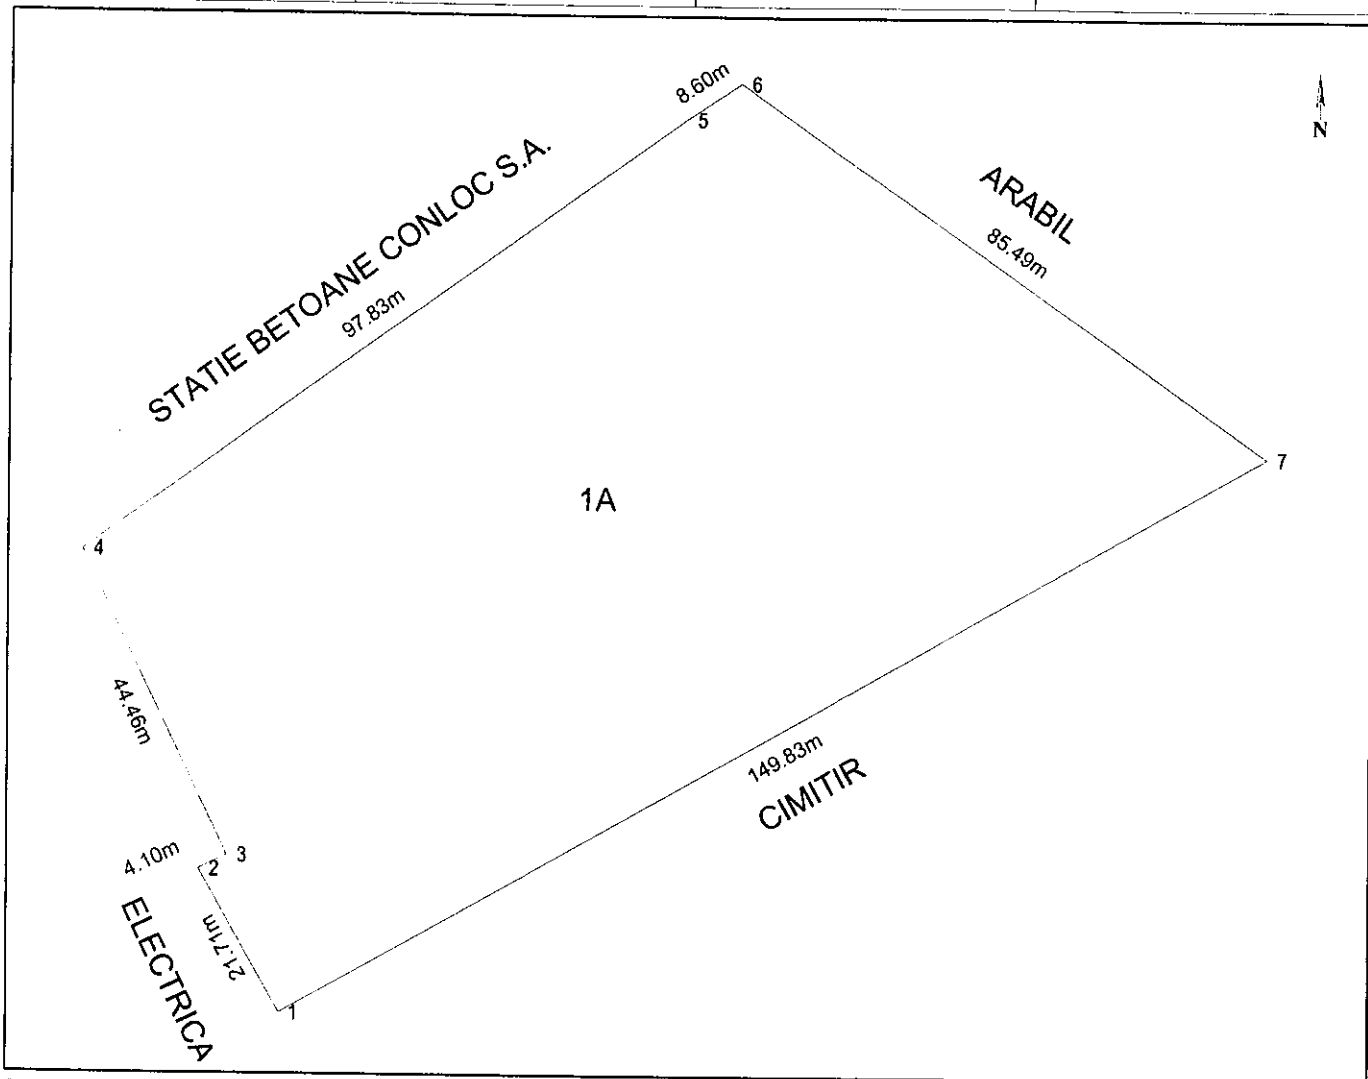 8.60m
6
5
N
ARABIL
85.49m
STATIE BETOANE CONLOC S.A.
97.83m
7
1A
4
44.46m
149.83m
CIMITIR
4.10m
3
2
21.71m
ELECTRICA
1